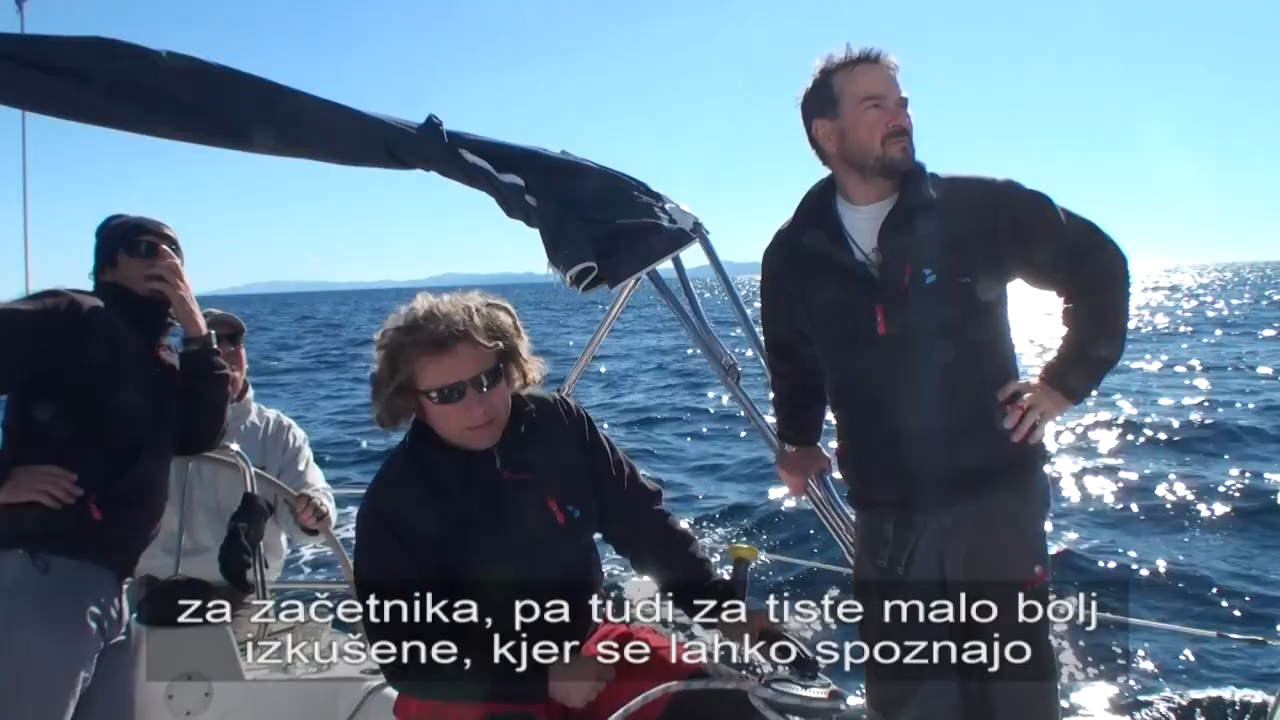 za začetnika, pa tudi za tiste malo bolj
izkušene, kjer se lahko spoznajo